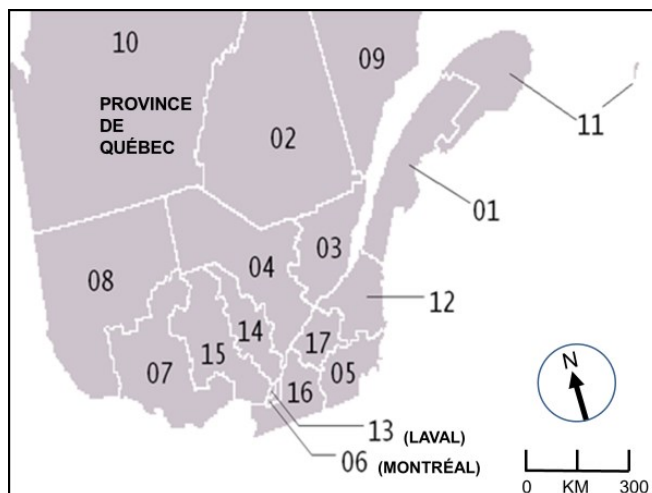 10
09
PROVINCE
DE
QUÉBEC
02
11
01
03
04
08
12
14
17
15
07
05
16
13 (LAVAL)
06 (MONTRÉAL)
N
0 KM 300